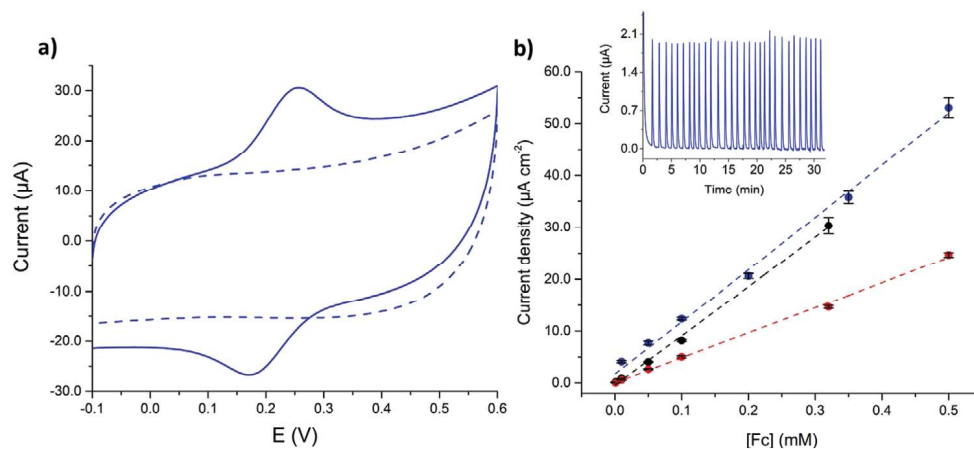 a)
Current (µA)
30.0
20.0
10.0
0.0
-10.0
-20.0
-30.0
-0.1 0.0 0.1 0.2 0.3 0.4 0.5 0.6
E (V)
b)
Current (µA)
2.1
1.4
0.7
0.0
0 5 10 15 20 25 30
Time (min)
Current density (µA cm⁻²)
60.0
50.0
40.0
30.0
20.0
10.0
0.0
0.0 0.1 0.2 0.3 0.4 0.5
[Fc] (mM)